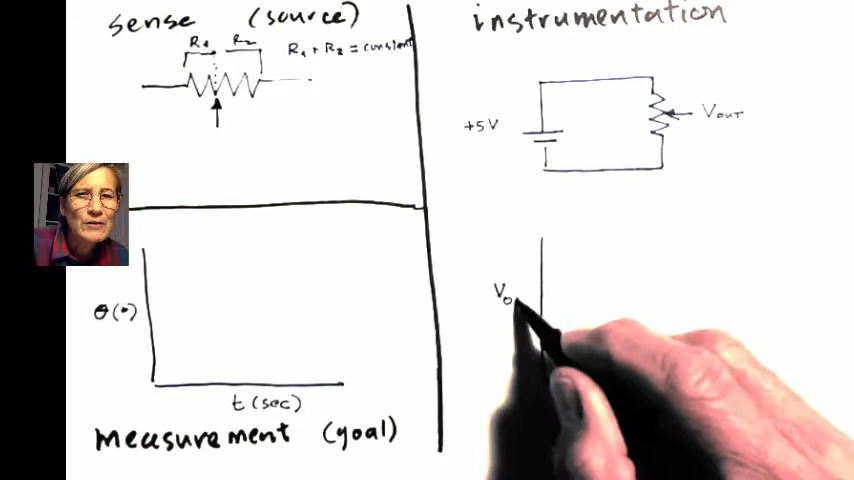 sense (source)
R1 R2 R1 + R2 = constant
θ(°)
t (sec)
measurement (goal)
instrumentation
+5V
VOUT
Vo